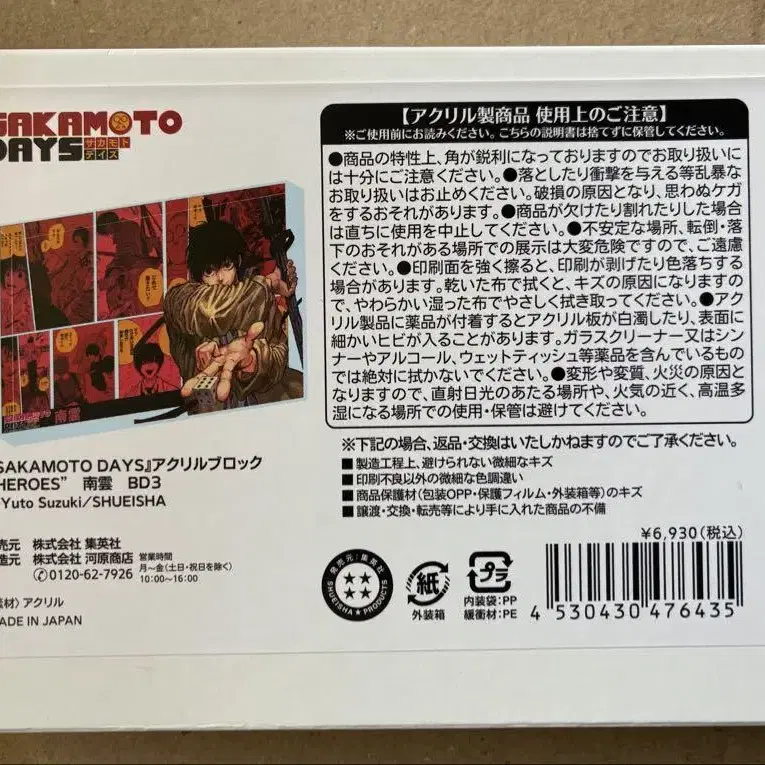 SAKAMOTO
DAYS
サカモト
デイズ
南雲
SAKAMOTO DAYS』アクリルブロック
HEROES” 南雲 BD3
Yuto Suzuki/SHUEISHA
売元 株式会社 集英社
造元 株式会社 河原商店
営業時間
月~金(土日・祝日を除く)
✆0120-62-7926 10:00~16:00
素材〉アクリル
MADE IN JAPAN
【アクリル製商品 使用上のご注意】
※ご使用前にお読みください。こちらの説明書は捨てずに保管してください。
●商品の特性上、角が鋭利になっておりますのでお取り扱いに
は十分にご注意ください。●落としたり衝撃を与える等乱暴な
お取り扱いはお止めください。破損の原因となり、思わぬケガ
をするおそれがあります。●商品が欠けたり割れたりした場合
は直ちに使用を中止してください。●不安定な場所、転倒・落
下のおそれがある場所での展示は大変危険ですので、ご遠慮
ください。●印刷面を強く擦ると、印刷が剥げたり色落ちする
場合があります。乾いた布で拭くと、キズの原因になりますの
で、やわらかい湿った布でやさしく拭き取ってください。●アク
リル製品に薬品が付着するとアクリル板が白濁したり、表面に
細かいヒビが入ることがあります。ガラスクリーナー又はシン
ナーやアルコール、ウェットティッシュ等薬品を含んでいるもの
では絶対に拭かないでください。●変形や変質、火災の原因と
なりますので、直射日光のあたる場所や、火気の近く、高温多
湿になる場所での使用・保管は避けてください。
※下記の場合、返品・交換はいたしかねますのでご了承ください。
■製造工程上、避けられない微細なキズ
■印刷不良以外の微細な色調違い
■商品保護材(包装OPP・保護フィルム・外装箱等)のキズ
■譲渡・交換・転売等により手に入れた商品の不備
¥6,930(税込)
発売元:集英社
SHUEISHA PRODUCTS
紙
外装箱
プラ
内装袋:PP
緩衝材:PE
4 530430 476435